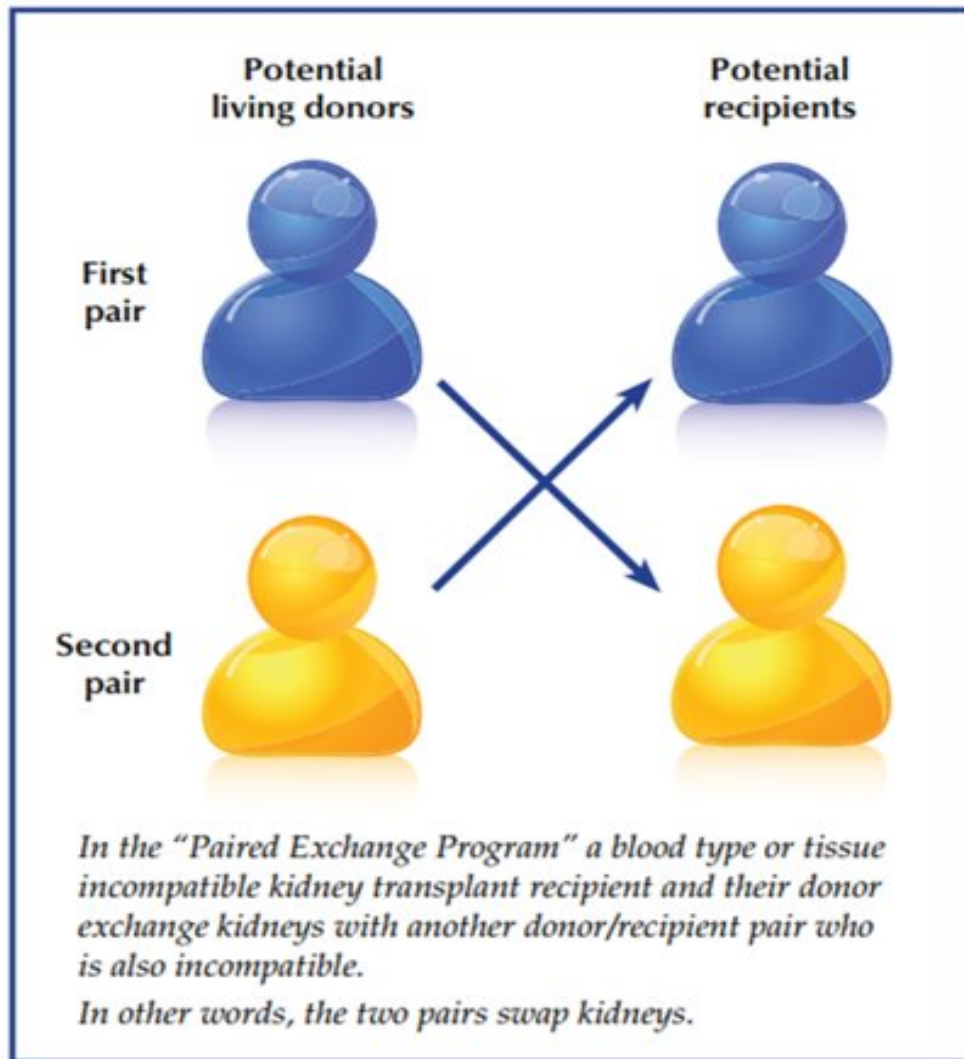 Potential
living donors
Potential
recipients
First
pair
Second
pair
In the “Paired Exchange Program” a blood type or tissue
incompatible kidney transplant recipient and their donor
exchange kidneys with another donor/recipient pair who
is also incompatible.
In other words, the two pairs swap kidneys.